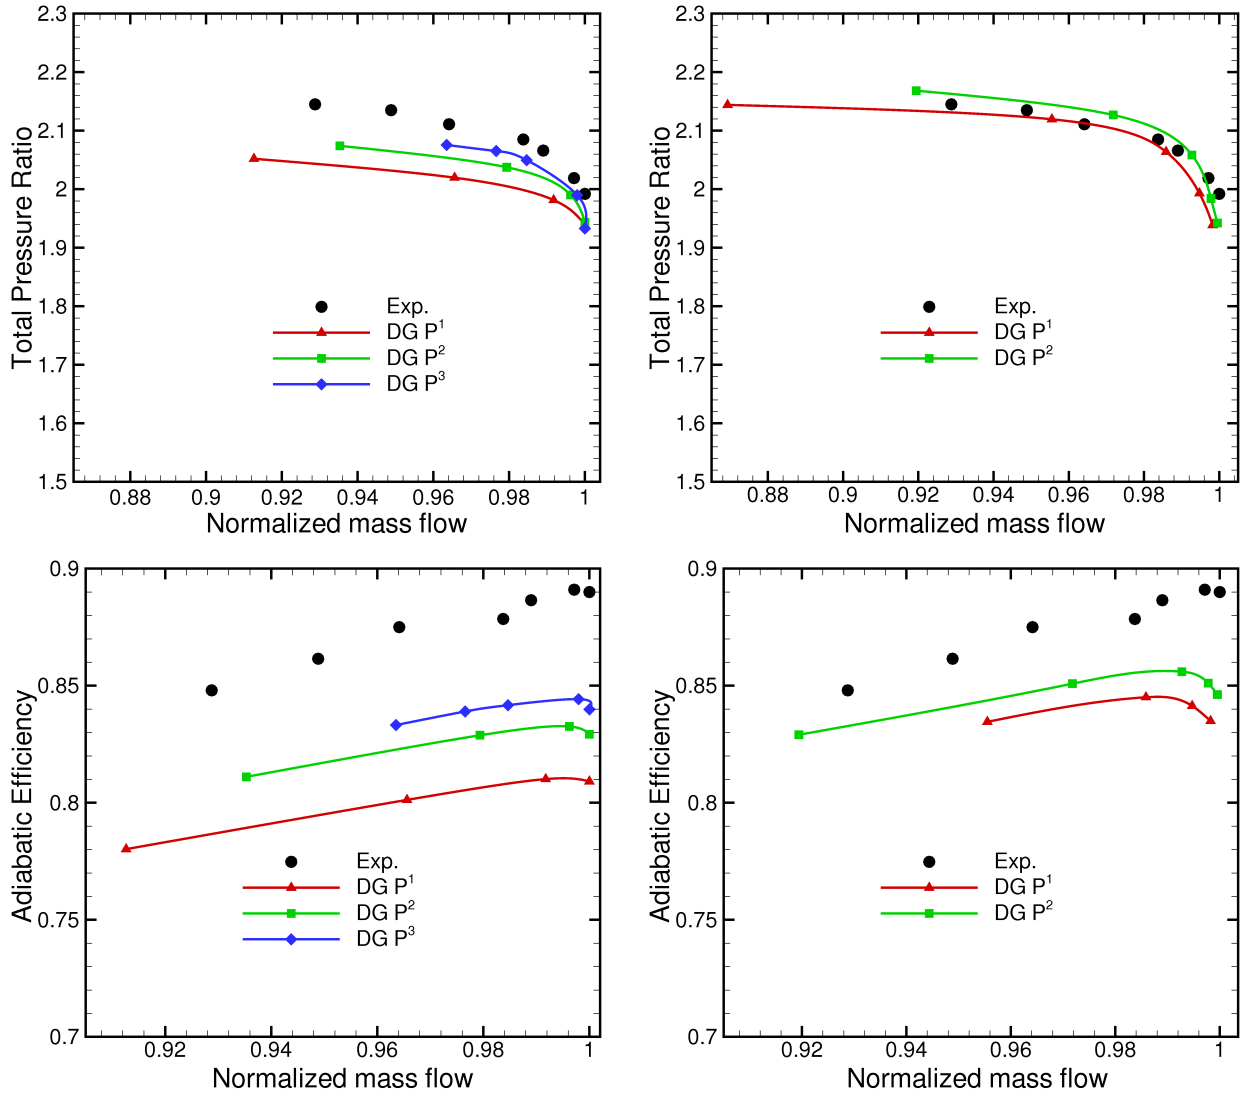 2.3
2.2
2.1
2
1.9
1.8
1.7
1.6
1.5
Total Pressure Ratio
Exp.
DG P¹
DG P²
DG P³
0.88 0.9 0.92 0.94 0.96 0.98 1
Normalized mass flow
2.3
2.2
2.1
2
1.9
1.8
1.7
1.6
1.5
Total Pressure Ratio
Exp.
DG P¹
DG P²
0.88 0.9 0.92 0.94 0.96 0.98 1
Normalized mass flow
0.9
0.85
0.8
0.75
0.7
Adiabatic Efficiency
Exp.
DG P¹
DG P²
DG P³
0.92 0.94 0.96 0.98 1
Normalized mass flow
0.9
0.85
0.8
0.75
0.7
Adiabatic Efficiency
Exp.
DG P¹
DG P²
0.92 0.94 0.96 0.98 1
Normalized mass flow